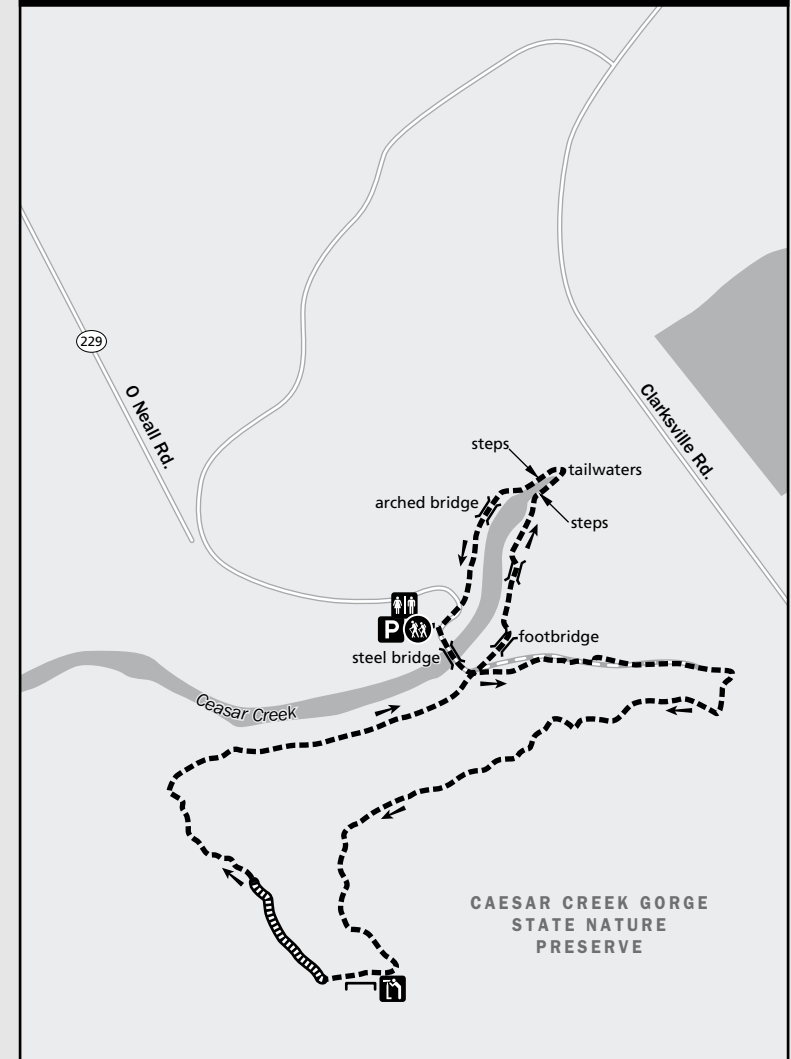 229
O Neall Rd.
Clarksville Rd.
steps
tailwaters
arched bridge
steps
P
footbridge
steel bridge
Ceasar Creek
CAESAR CREEK GORGE
STATE NATURE
PRESERVE